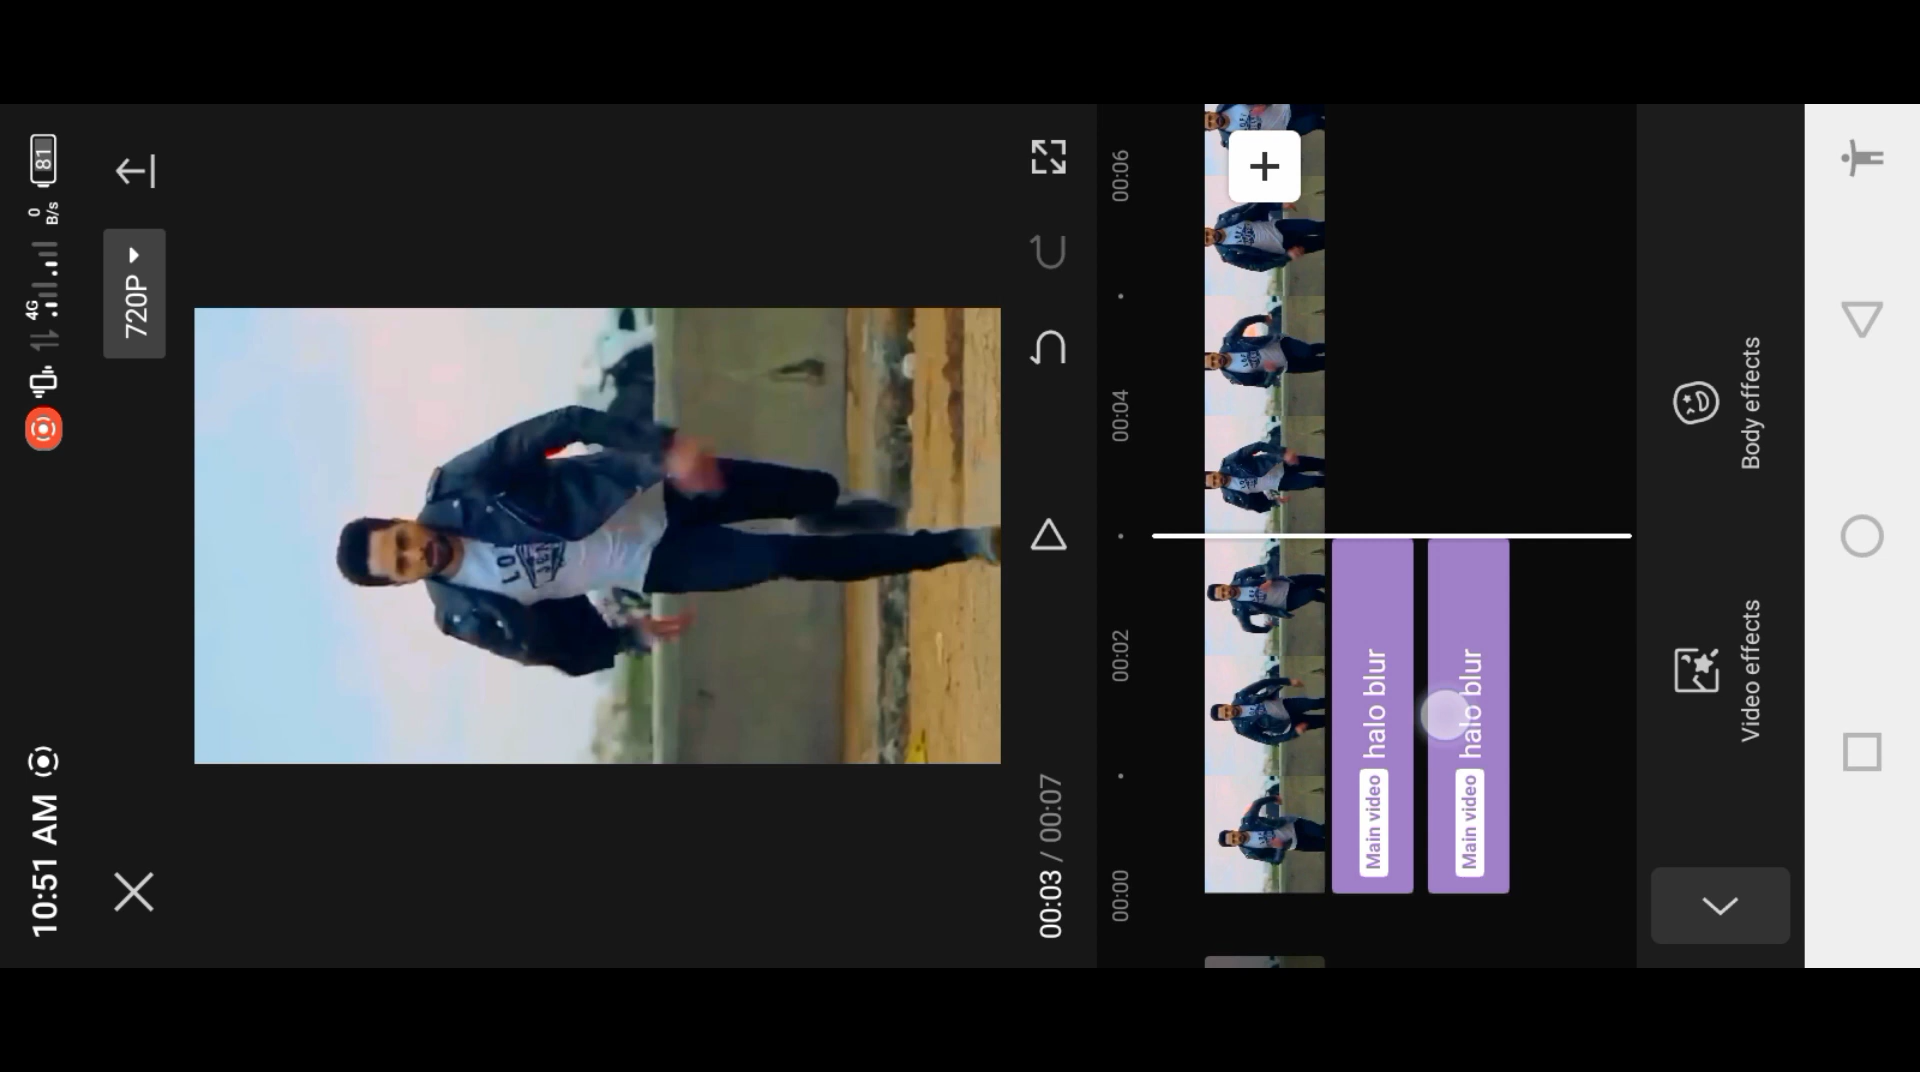 10:51 AM
4G
0
B/s
81
720P
00:03 / 00:07
00:00
00:02
00:04
00:06
Main video halo blur
Main video halo blur
Video effects
Body effects